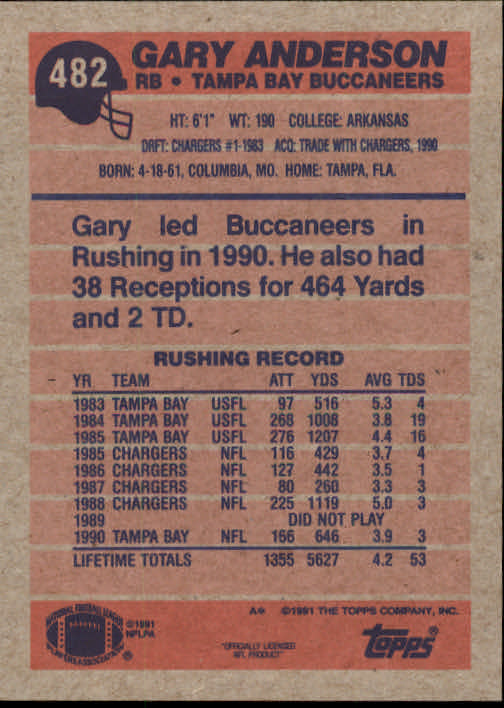 482
GARY ANDERSON
RB • TAMPA BAY BUCCANEERS
HT: 6'1" WT: 190 COLLEGE: ARKANSAS
DRFT: CHARGERS #1-1983 ACQ: TRADE WITH CHARGERS, 1990
BORN: 4-18-61, COLUMBIA, MO. HOME: TAMPA, FLA.
Gary led Buccaneers in
Rushing in 1990. He also had
38 Receptions for 464 Yards
and 2 TD.
RUSHING RECORD
YR TEAM ATT YDS AVG TDS
1983 TAMPA BAY USFL 97 516 5.3 4
1984 TAMPA BAY USFL 268 1008 3.8 19
1985 TAMPA BAY USFL 276 1207 4.4 16
1985 CHARGERS NFL 116 429 3.7 4
1986 CHARGERS NFL 127 442 3.5 1
1987 CHARGERS NFL 80 260 3.3 3
1988 CHARGERS NFL 225 1119 5.0 3
1989 DID NOT PLAY
1990 TAMPA BAY NFL 166 646 3.9 3
LIFETIME TOTALS 1355 5627 4.2 53
A* ©1991 THE TOPPS COMPANY, INC.
NATIONAL FOOTBALL LEAGUE
PLAYERS ASSOCIATION
®
©1991
NFLPA
"OFFICIALLY LICENSED
NFL PRODUCT"
topps®